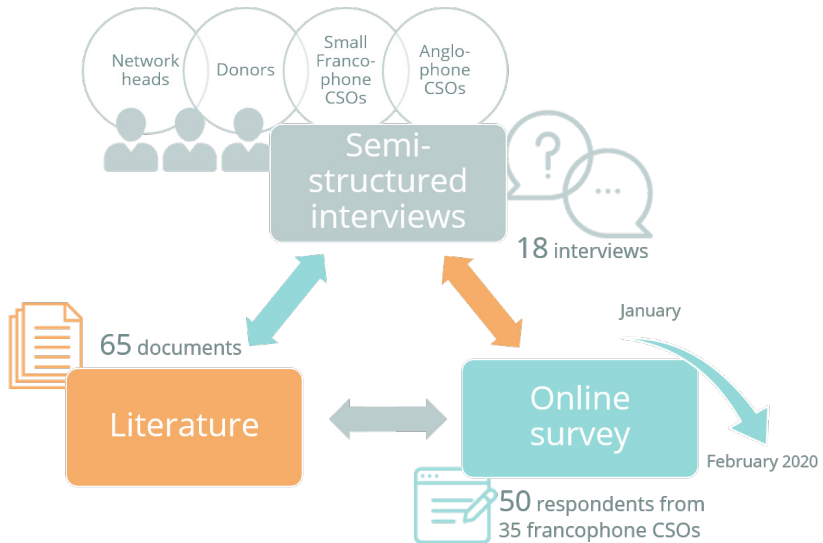 Network
heads
Donors
Small
Franco-
phone
CSOs
Anglo-
phone
CSOs
Semi-
structured
interviews
18 interviews
January
65 documents
Literature
Online
survey
February 2020
50 respondents from
35 francophone CSOs